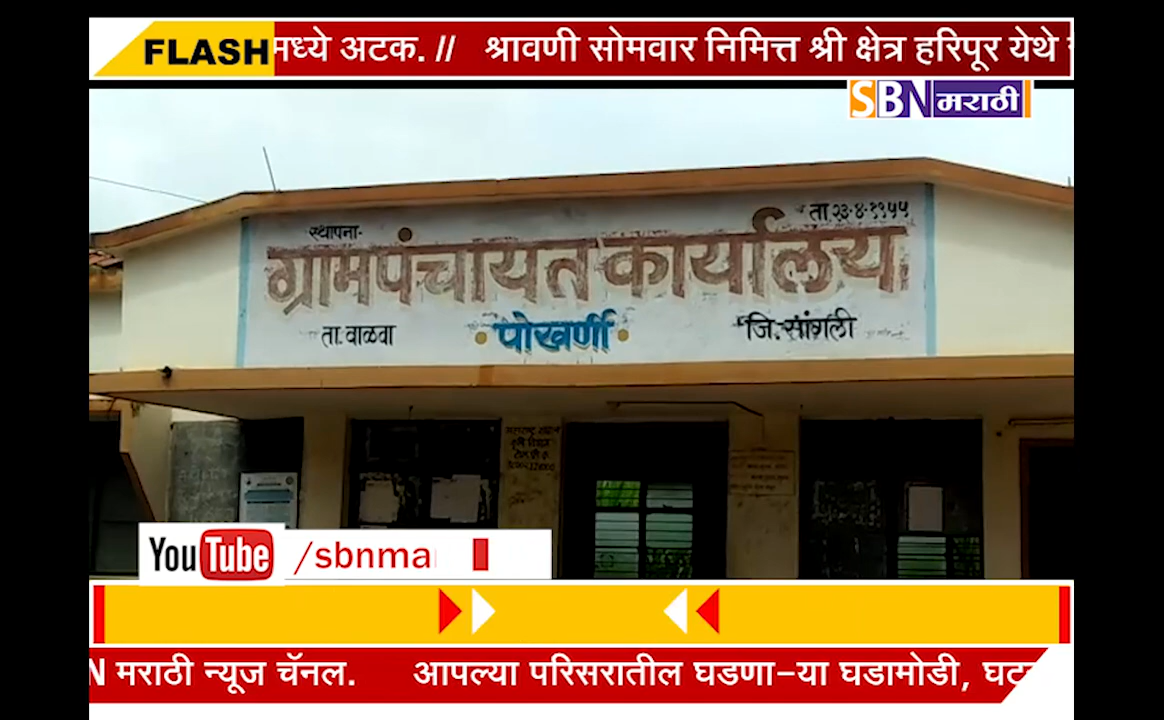 FLASH मध्ये अटक. // श्रावणी सोमवार निमित्त श्री क्षेत्र हरिपूर येथे
SBN मराठी
स्थापना- ता. २३-४-१९५५
ग्रामपंचायत कार्यालय
ता. वाळवा • पोखर्णी • जि. सांगली
YouTube /sbnma
N मराठी न्यूज चॅनल. आपल्या परिसरातील घडणा-या घडामोडी,